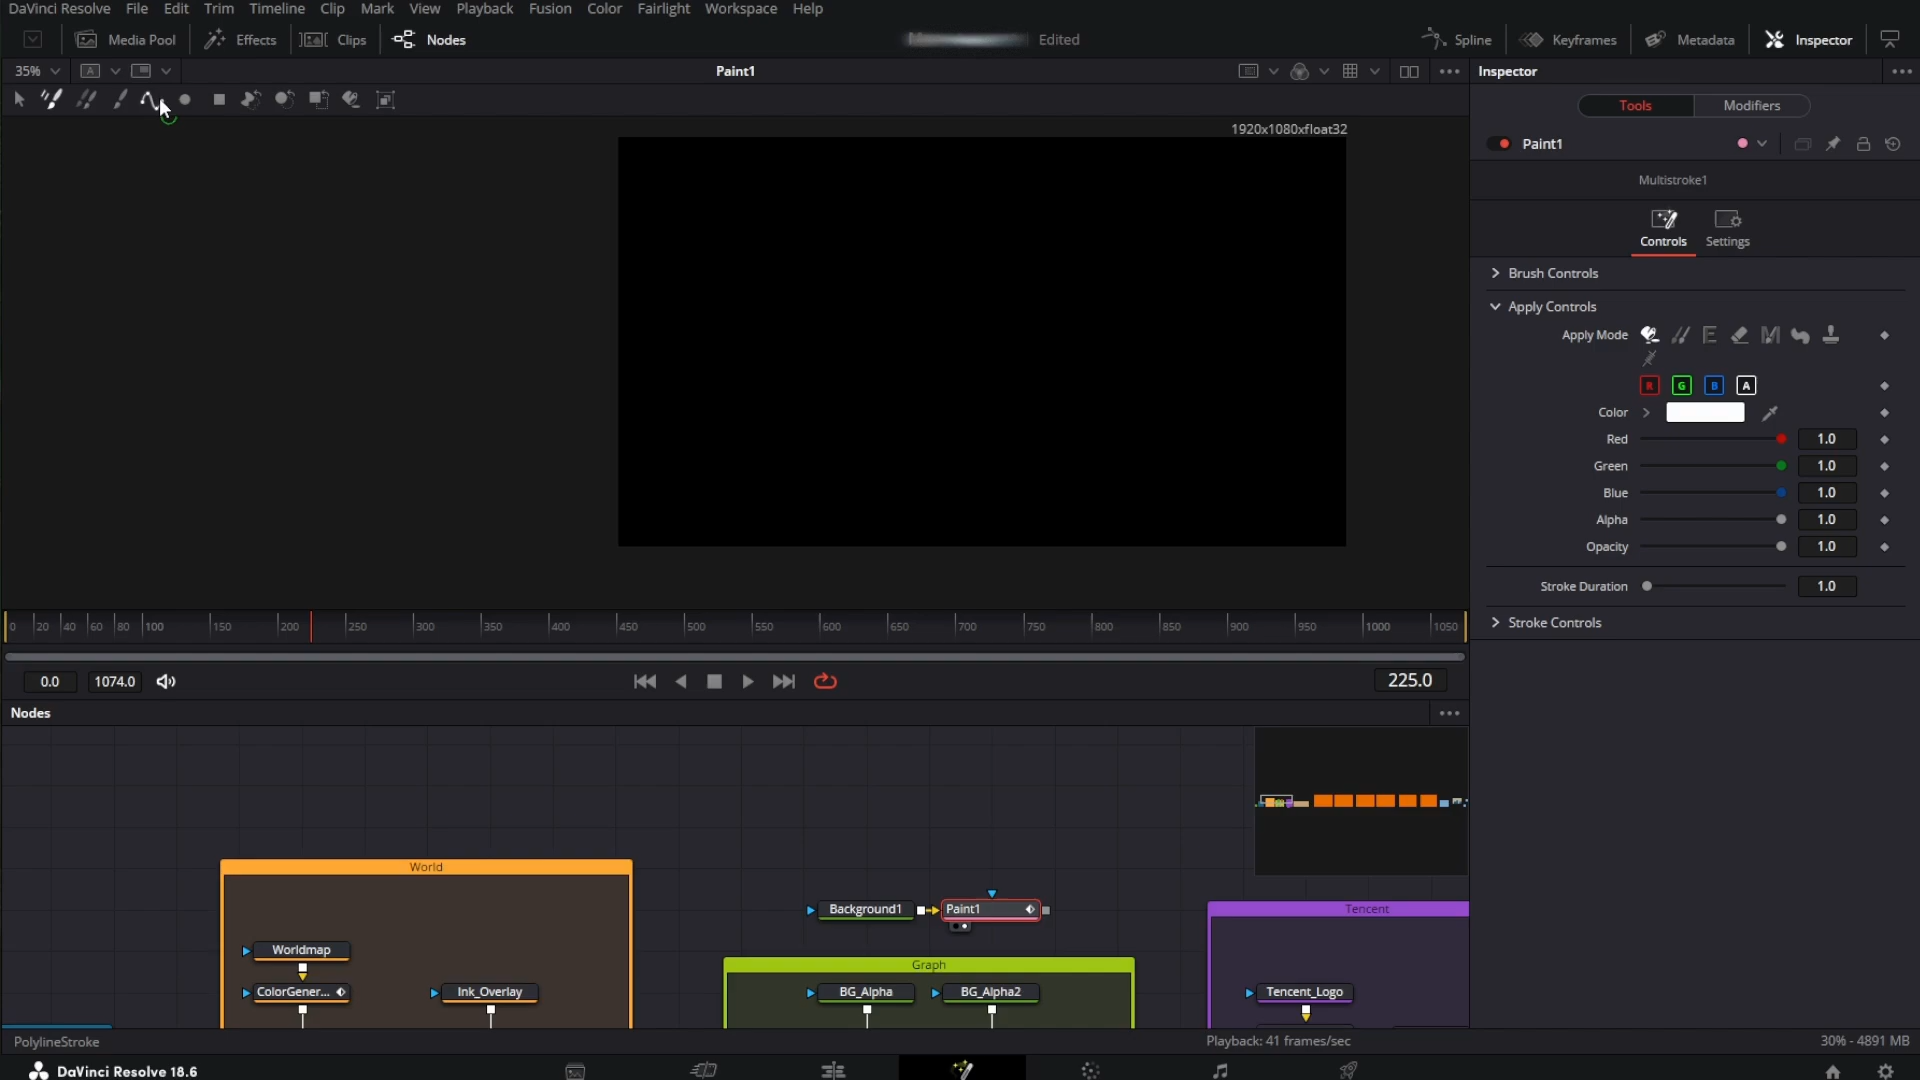 DaVinci Resolve File Edit Trim Timeline Clip Mark View Playback Fusion Color Fairlight Workspace Help
Media Pool Effects Clips Nodes Edited Spline Keyframes Metadata Inspector
35% A Paint1 Inspector
Tools Modifiers
1920x1080xfloat32
Paint1
Multistroke1
Controls Settings
Brush Controls
Apply Controls
Apply Mode
R G B A
Color
Red 1.0
Green 1.0
Blue 1.0
Alpha 1.0
Opacity 1.0
Stroke Duration 1.0
Stroke Controls
0 20 40 60 80 100 150 200 250 300 350 400 450 500 550 600 650 700 750 800 850 900 950 1000 1050
0.0 1074.0 225.0
Nodes
World
Background1 Paint1 Tencent
Worldmap
Graph
ColorGener... Ink_Overlay BG_Alpha BG_Alpha2 Tencent_Logo
PolylineStroke Playback: 41 frames/sec 30% - 4891 MB
DaVinci Resolve 18.6